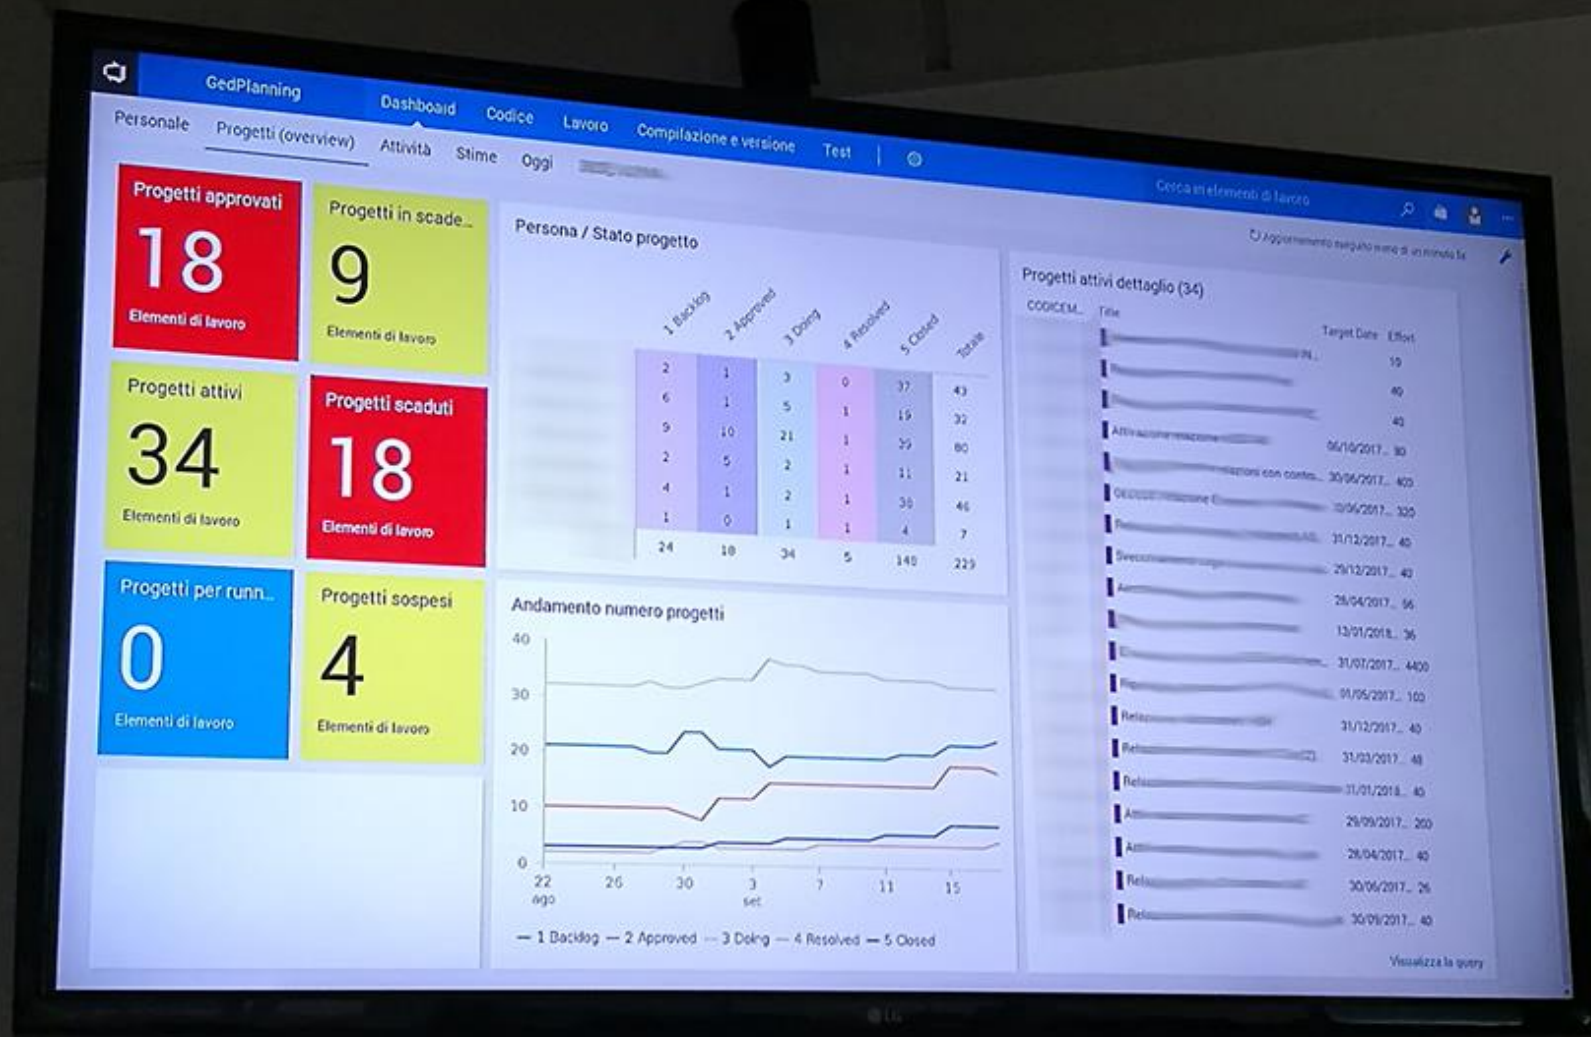 GedPlanning Dashboard Codice Lavoro Compilazione e versione Test
Cerca in elementi di lavoro
Personale Progetti (overview) Attività Stime Oggi
Progetti approvati
18
Elementi di lavoro
Progetti in scade...
9
Elementi di lavoro
Progetti attivi
34
Elementi di lavoro
Progetti scaduti
18
Elementi di lavoro
Progetti per runn...
0
Elementi di lavoro
Progetti sospesi
4
Elementi di lavoro
Persona / Stato progetto
1 Backlog 2 Approved 3 Doing 4 Resolved 5 Closed Totale
2 1 3 0 37 43
6 1 5 1 19 32
9 10 21 1 39 80
2 5 2 1 11 21
4 1 2 1 38 46
1 0 1 1 4 7
24 18 34 5 148 229
Andamento numero progetti
40
30
20
10
0
22 26 30 3 7 11 15
ago set
1 Backlog 2 Approved 3 Doing 4 Resolved 5 Closed
Progetti attivi dettaglio (34)
CODICEM... Title Target Date Effort
10
40
40
06/10/2017... 80
30/06/2017... 400
320
31/12/2017... 40
29/12/2017... 40
28/04/2017... 56
13/01/2018... 36
31/07/2017... 4400
01/05/2017... 100
31/12/2017... 40
31/03/2017... 48
31/01/2018... 40
29/09/2017... 200
28/04/2017... 40
30/06/2017... 26
30/09/2017... 40
Visualizza la query
LG